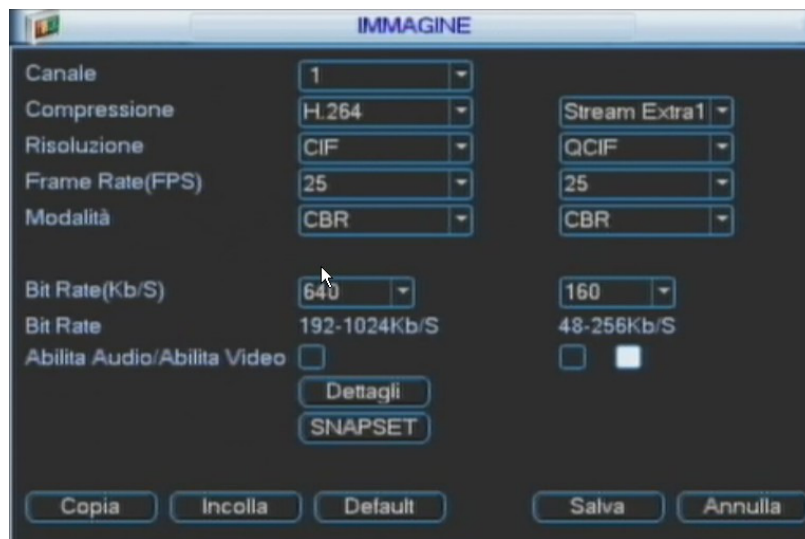 IMMAGINE
Canale 1
Compressione H.264 Stream Extra1
Risoluzione CIF QCIF
Frame Rate(FPS) 25 25
Modalità CBR CBR
Bit Rate(Kb/S) 640 160
Bit Rate 192-1024Kb/S 48-256Kb/S
Abilita Audio/Abilita Video
Dettagli
SNAPSET
Copia Incolla Default Salva Annulla